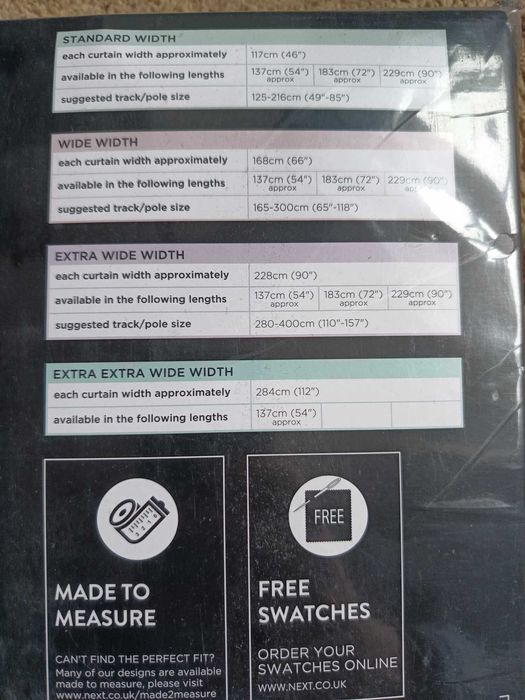 STANDARD WIDTH
each curtain width approximately 117cm (46")
available in the following lengths 137cm (54") approx 183cm (72") approx 229cm (90") approx
suggested track/pole size 125-216cm (49"-85")
WIDE WIDTH
each curtain width approximately 168cm (66")
available in the following lengths 137cm (54") approx 183cm (72") approx 229cm (90")
suggested track/pole size 165-300cm (65"-118")
EXTRA WIDE WIDTH
each curtain width approximately 228cm (90")
available in the following lengths 137cm (54") approx 183cm (72") approx 229cm (90") approx
suggested track/pole size 280-400cm (110"-157")
EXTRA EXTRA WIDE WIDTH
each curtain width approximately 284cm (112")
available in the following lengths 137cm (54") approx
MADE TO
MEASURE
CAN'T FIND THE PERFECT FIT?
Many of our designs are available
made to measure, please visit
www.next.co.uk/made2measure
FREE
FREE
SWATCHES
ORDER YOUR
SWATCHES ONLINE
WWW.NEXT.CO.UK